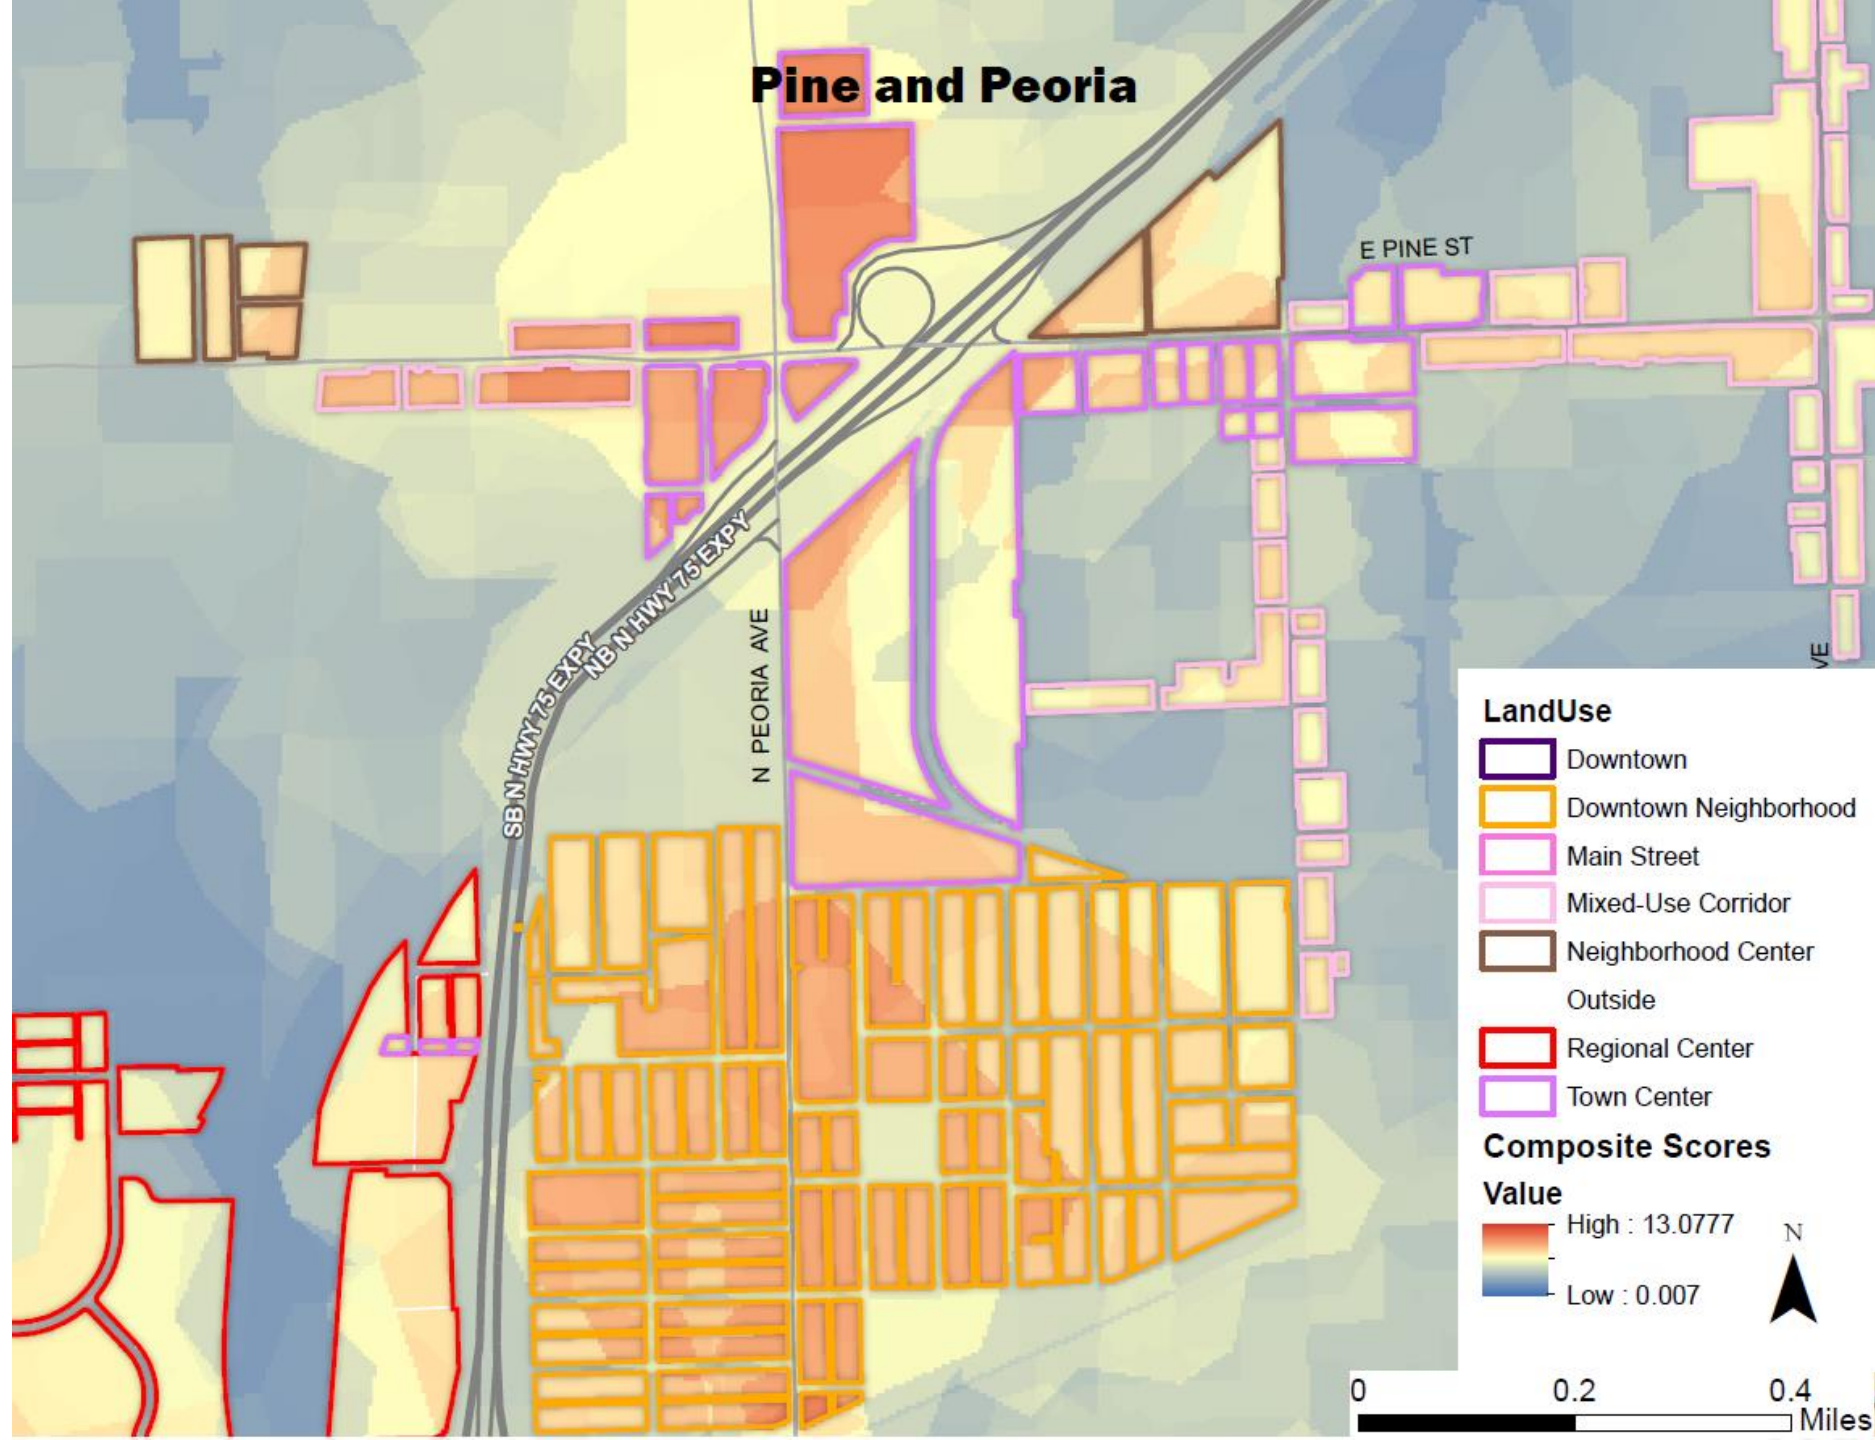 Pine and Peoria
E PINE ST
NB N HWY 75 EXPY
SB N HWY 75 EXPY
N PEORIA AVE
VE
LandUse
Downtown
Downtown Neighborhood
Main Street
Mixed-Use Corridor
Neighborhood Center
Outside
Regional Center
Town Center
Composite Scores
Value
High : 13.0777
Low : 0.007
N
0 0.2 0.4
Miles